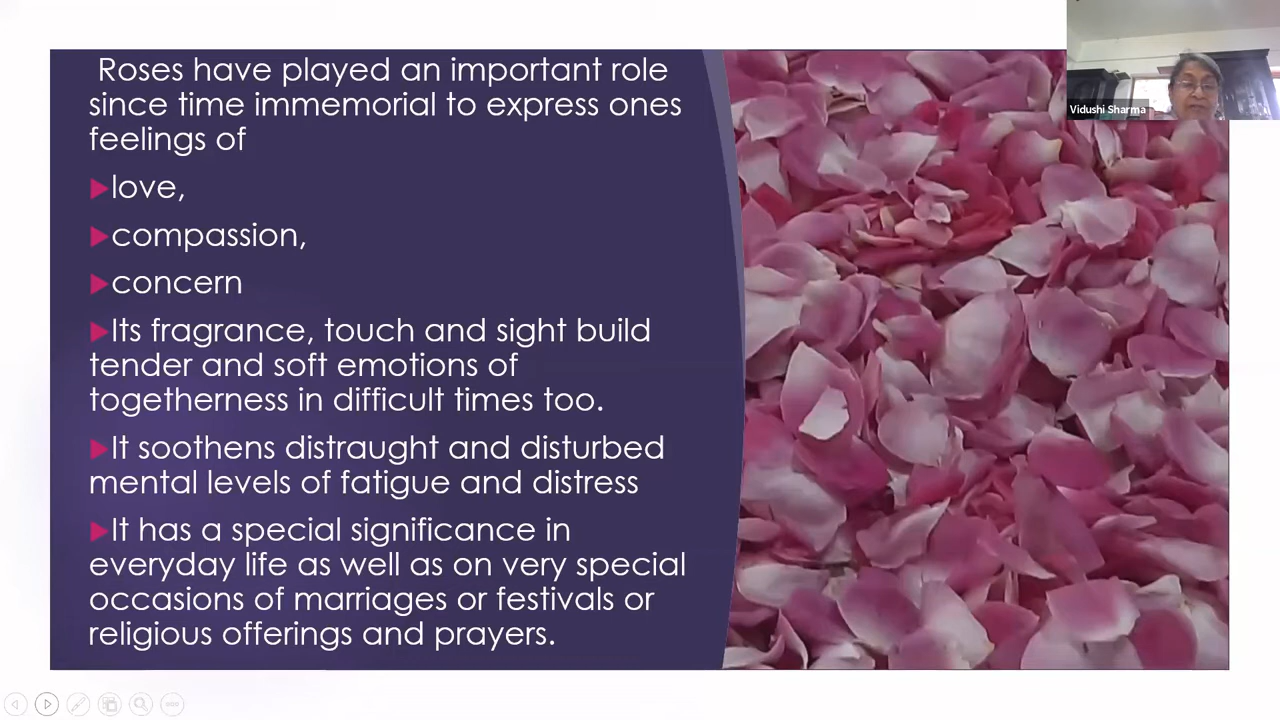 Roses have played an important role
since time immemorial to express ones
feelings of
love,
compassion,
concern
Its fragrance, touch and sight build
tender and soft emotions of
togetherness in difficult times too.
It soothens distraught and disturbed
mental levels of fatigue and distress
It has a special significance in
everyday life as well as on very special
occasions of marriages or festivals or
religious offerings and prayers.
Vidushi Sharma